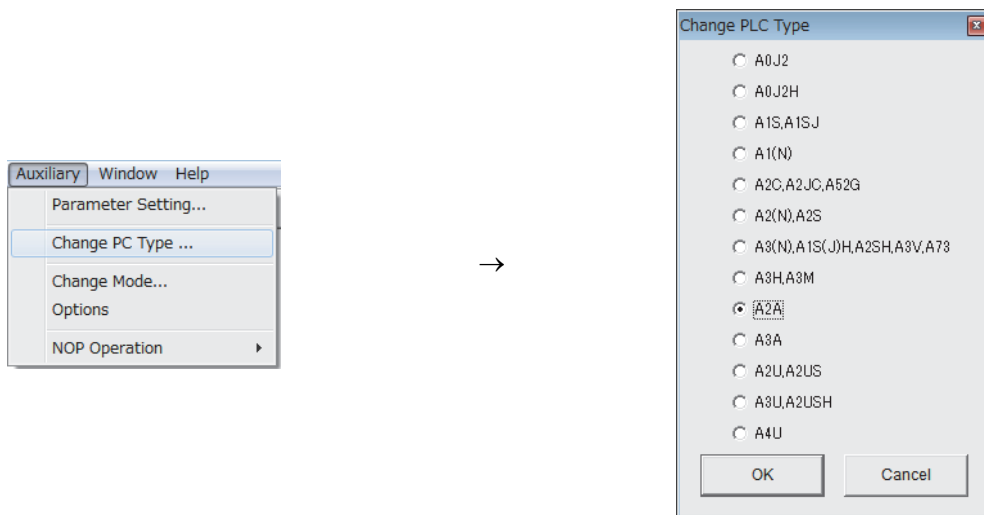 Auxiliary Window Help
Parameter Setting...
Change PC Type ...
Change Mode...
Options
NOP Operation
→
Change PLC Type
A0J2
A0J2H
A1S,A1SJ
A1(N)
A2C,A2JC,A52G
A2(N),A2S
A3(N),A1S(J)H,A2SH,A3V,A73
A3H,A3M
A2A
A3A
A2U,A2US
A3U,A2USH
A4U
OK Cancel